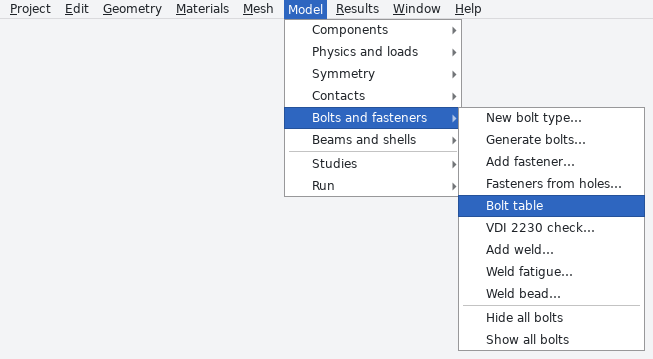 Project Edit Geometry Materials Mesh Model Results Window Help
Components
Physics and loads
Symmetry
Contacts
Bolts and fasteners
Beams and shells
Studies
Run
New bolt type...
Generate bolts...
Add fastener...
Fasteners from holes...
Bolt table
VDI 2230 check...
Add weld...
Weld fatigue...
Weld bead...
Hide all bolts
Show all bolts